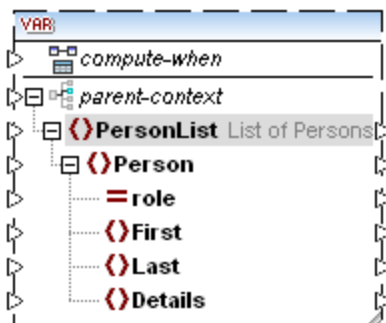 VAR
compute-when
parent-context
PersonList List of Persons
Person
role
First
Last
Details